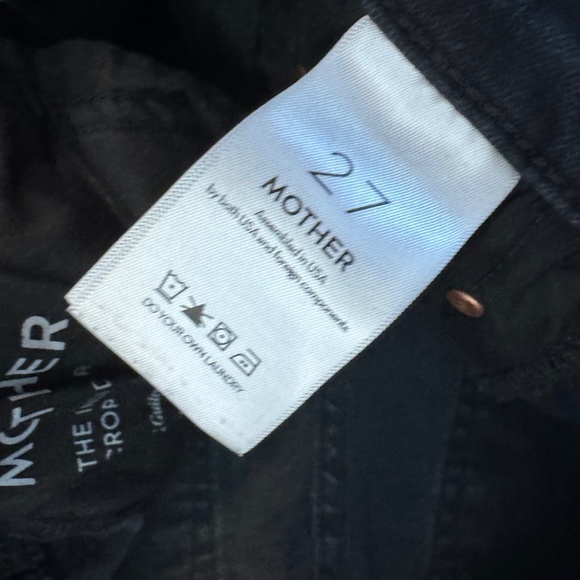 27
MOTHER
Assembled in USA
by both USA and foreign components
DO YOUR OWN LAUNDRY
MOTHER
THE